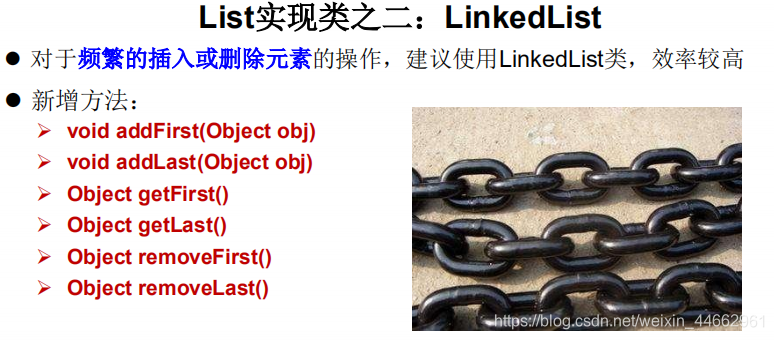 List实现类之二：LinkedList
● 对于频繁的插入或删除元素的操作，建议使用LinkedList类，效率较高
● 新增方法：
➢ void addFirst(Object obj)
➢ void addLast(Object obj)
➢ Object getFirst()
➢ Object getLast()
➢ Object removeFirst()
➢ Object removeLast()
https://blog.csdn.net/weixin_44662961